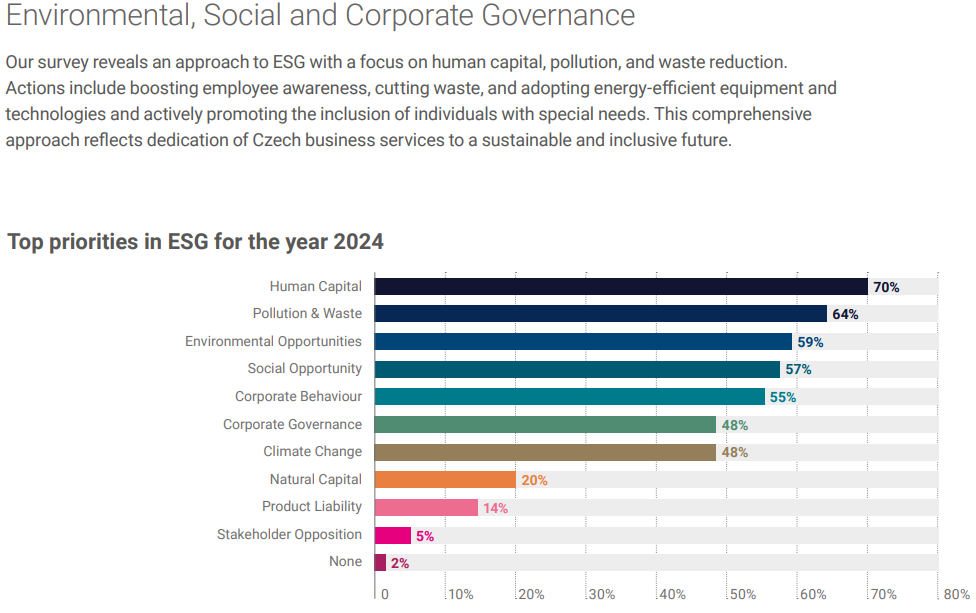 Environmental, Social and Corporate Governance
Our survey reveals an approach to ESG with a focus on human capital, pollution, and waste reduction.
Actions include boosting employee awareness, cutting waste, and adopting energy-efficient equipment and
technologies and actively promoting the inclusion of individuals with special needs. This comprehensive
approach reflects dedication of Czech business services to a sustainable and inclusive future.
Top priorities in ESG for the year 2024
Human Capital 70%
Pollution & Waste 64%
Environmental Opportunities 59%
Social Opportunity 57%
Corporate Behaviour 55%
Corporate Governance 48%
Climate Change 48%
Natural Capital 20%
Product Liability 14%
Stakeholder Opposition 5%
None 2%
0 10% 20% 30% 40% 50% 60% 70% 80%